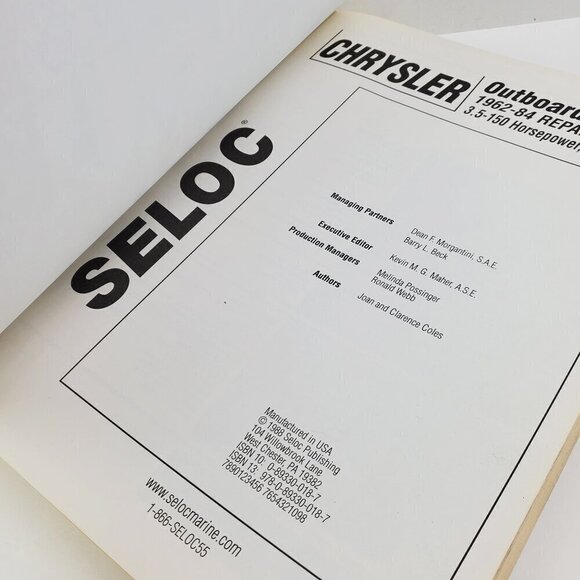 CHRYSLER
Outboard
1962-84 REPA
3.5-150 Horsepower,
SELOC®
Managing Partners
Dean F. Morgantini, S.A.E.
Barry L. Beck
Executive Editor
Kevin M. G. Maher, A.S.E.
Production Managers
Melinda Possinger
Ronald Webb
Authors
Joan and Clarence Coles
Manufactured in USA
© 1988 Seloc Publishing
104 Willowbrook Lane
West Chester, PA 19382
ISBN 10: 0-89330-018-7
ISBN 13: 978-0-89330-018-7
7890123456 7654321098
www.selocmarine.com
1-866-SELOC55